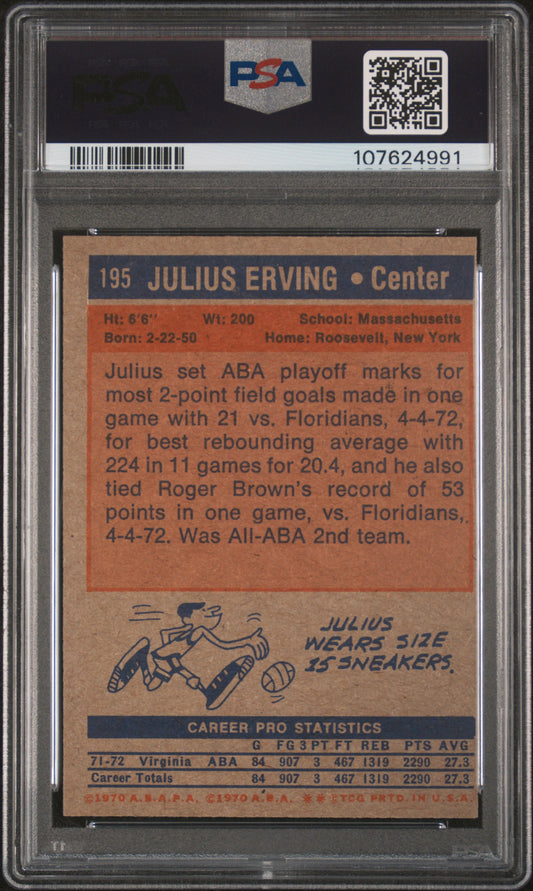 PSA
PSA
107624991
195 JULIUS ERVING • Center
Ht: 6'6" Wt: 200 School: Massachusetts
Born: 2-22-50 Home: Roosevelt, New York
Julius set ABA playoff marks for
most 2-point field goals made in one
game with 21 vs. Floridians, 4-4-72,
for best rebounding average with
224 in 11 games for 20.4, and he also
tied Roger Brown's record of 53
points in one game, vs. Floridians,
4-4-72. Was All-ABA 2nd team.
JULIUS
WEARS SIZE
15 SNEAKERS.
CAREER PRO STATISTICS
G FG 3PT FT REB PTS AVG
71-72 Virginia ABA 84 907 3 467 1319 2290 27.3
Career Totals 84 907 3 467 1319 2290 27.3
©1970 A.B.A.P.A. ©1970 A.B.A. ** ©TCG PRTD. IN U.S.A.